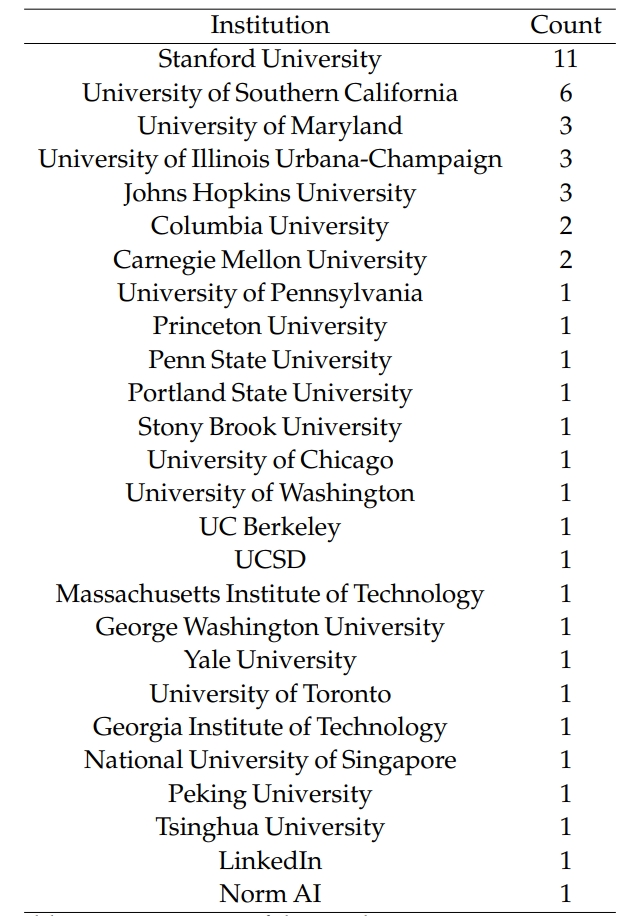 Institution Count
Stanford University 11
University of Southern California 6
University of Maryland 3
University of Illinois Urbana-Champaign 3
Johns Hopkins University 3
Columbia University 2
Carnegie Mellon University 2
University of Pennsylvania 1
Princeton University 1
Penn State University 1
Portland State University 1
Stony Brook University 1
University of Chicago 1
University of Washington 1
UC Berkeley 1
UCSD 1
Massachusetts Institute of Technology 1
George Washington University 1
Yale University 1
University of Toronto 1
Georgia Institute of Technology 1
National University of Singapore 1
Peking University 1
Tsinghua University 1
LinkedIn 1
Norm AI 1